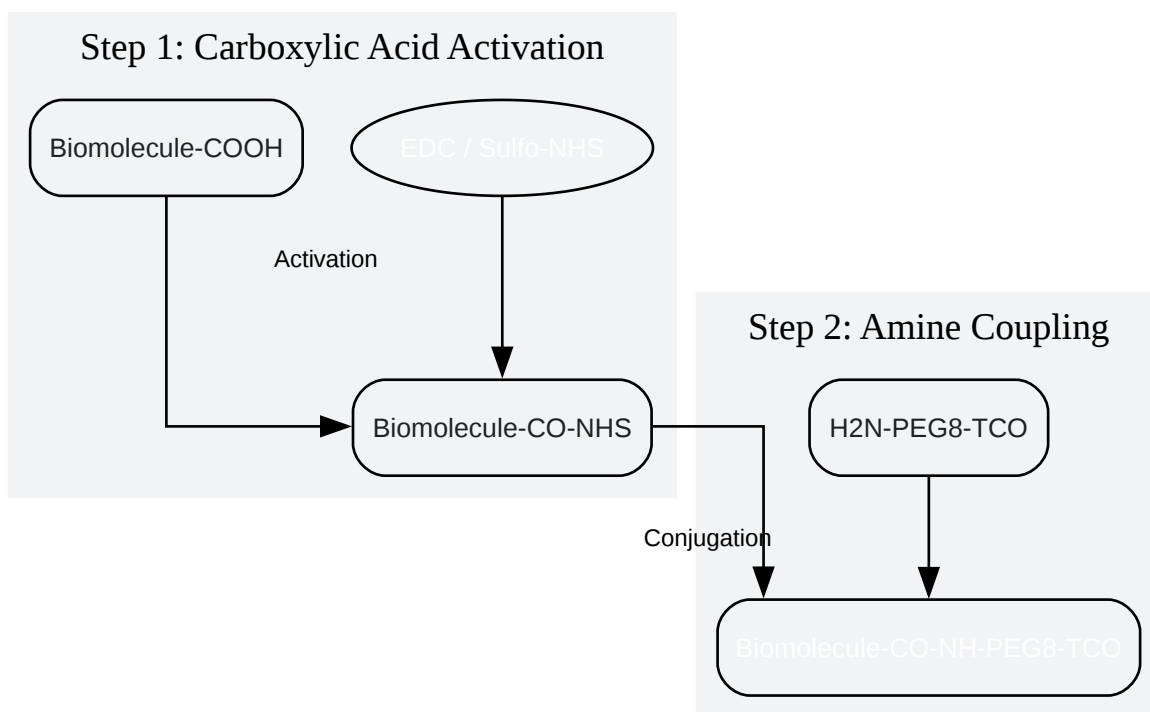 Step 1: Carboxylic Acid Activation
Biomolecule-COOH
EDC / Sulfo-NHS
Activation
Biomolecule-CO-NHS
Step 2: Amine Coupling
H2N-PEG8-TCO
Conjugation
Biomolecule-CO-NH-PEG8-TCO